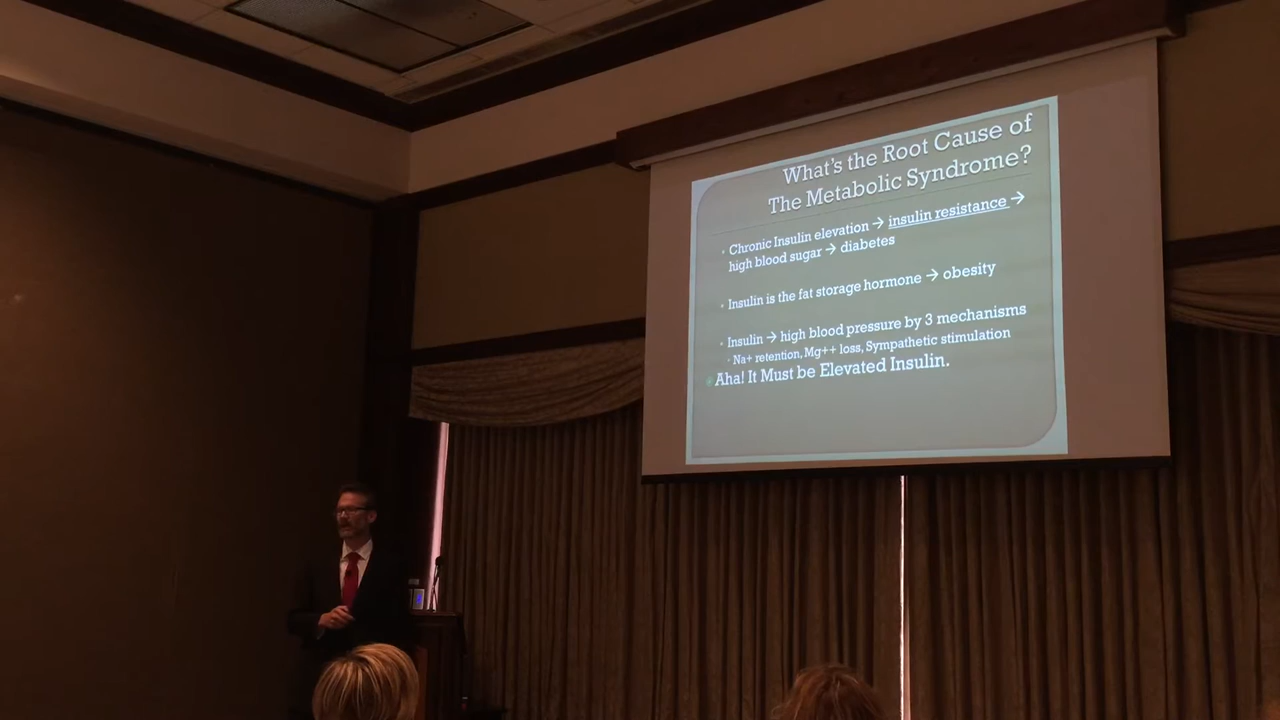 What's the Root Cause of
The Metabolic Syndrome?
Chronic Insulin elevation → insulin resistance →
high blood sugar → diabetes
Insulin is the fat storage hormone → obesity
Insulin → high blood pressure by 3 mechanisms
Na+ retention, Mg++ loss, Sympathetic stimulation
Aha! It Must be Elevated Insulin.